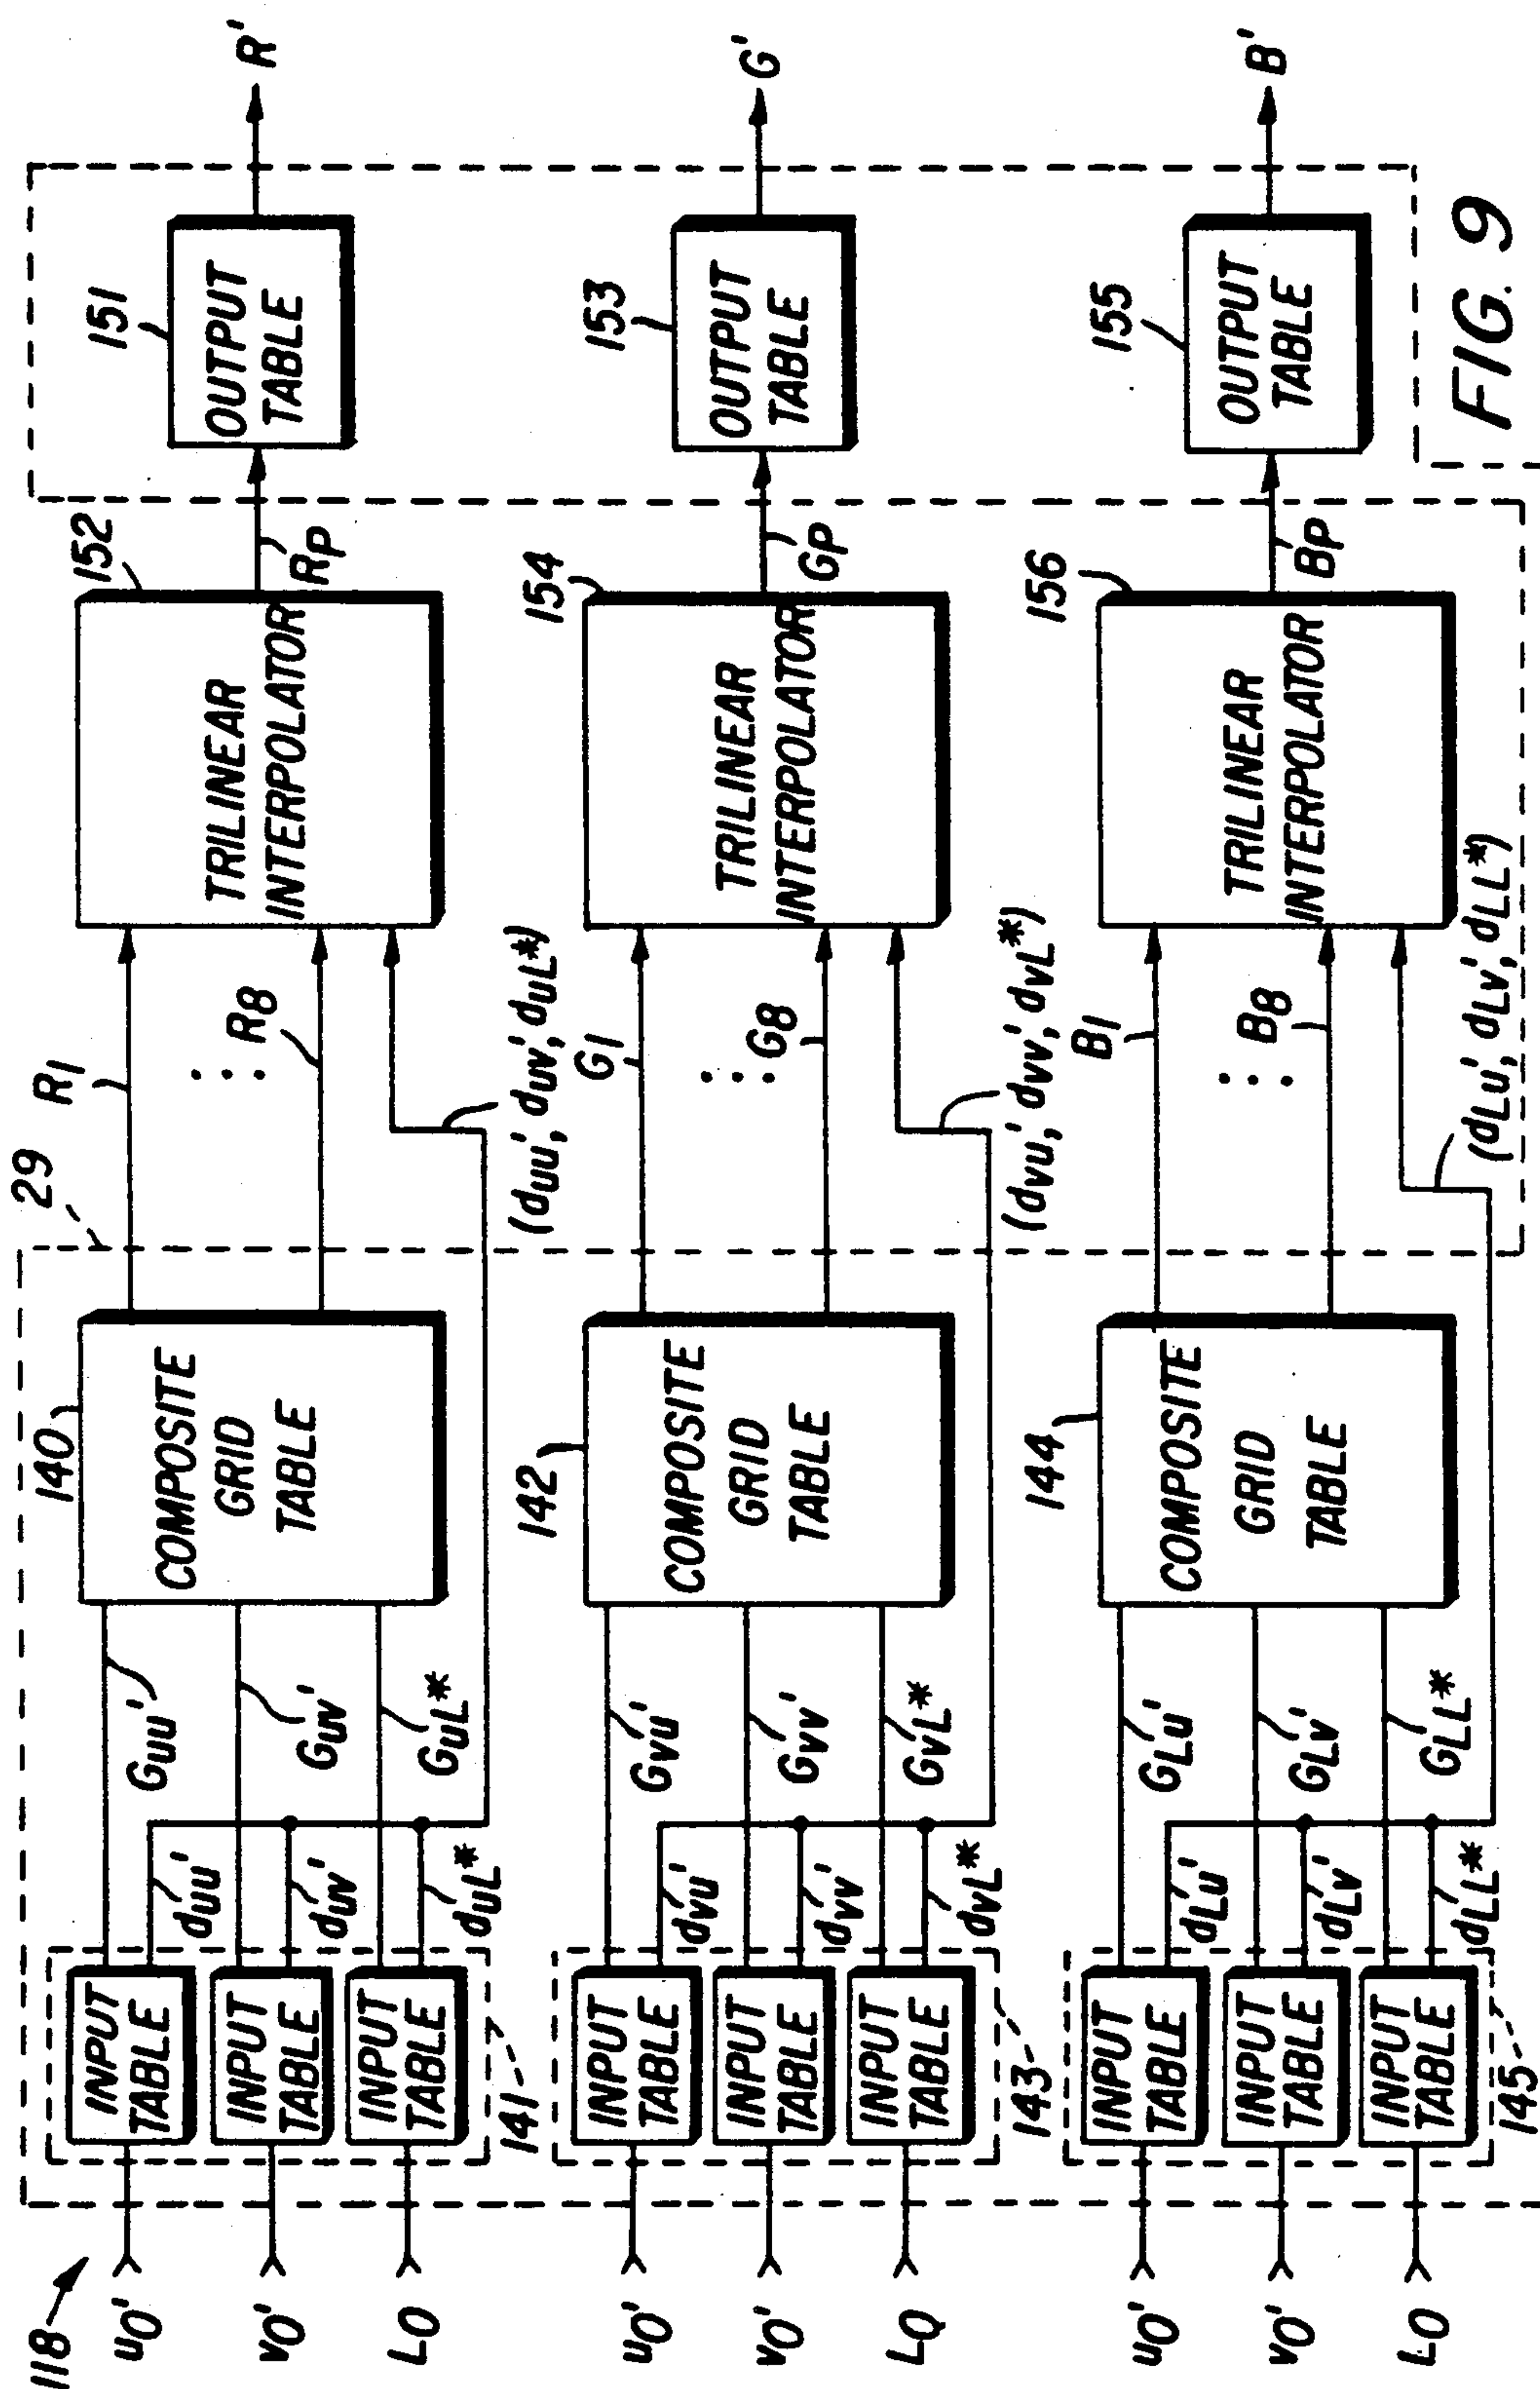 118
29
u0'
v0'
L0
INPUT
TABLE
INPUT
TABLE
INPUT
TABLE
141
duu'
duv'
duL*
Guu'
Guv'
GuL*
140
COMPOSITE
GRID
TABLE
R1
R8
(duu', duv', duL*)
152
TRILINEAR
INTERPOLATOR
RP
151
OUTPUT
TABLE
R'
u0'
v0'
L0
INPUT
TABLE
INPUT
TABLE
INPUT
TABLE
143
dvu'
dvv'
dvL*
Gvu'
Gvv'
GvL*
142
COMPOSITE
GRID
TABLE
G1
G8
(dvu', dvv', dvL*)
154
TRILINEAR
INTERPOLATOR
GP
153
OUTPUT
TABLE
G'
u0'
v0'
L0
INPUT
TABLE
INPUT
TABLE
INPUT
TABLE
145
dLu'
dLv'
dLL*
GLu'
GLv'
GLL*
144
COMPOSITE
GRID
TABLE
B1
B8
(dLu', dLv', dLL*)
156
TRILINEAR
INTERPOLATOR
BP
155
OUTPUT
TABLE
B'
FIG. 9